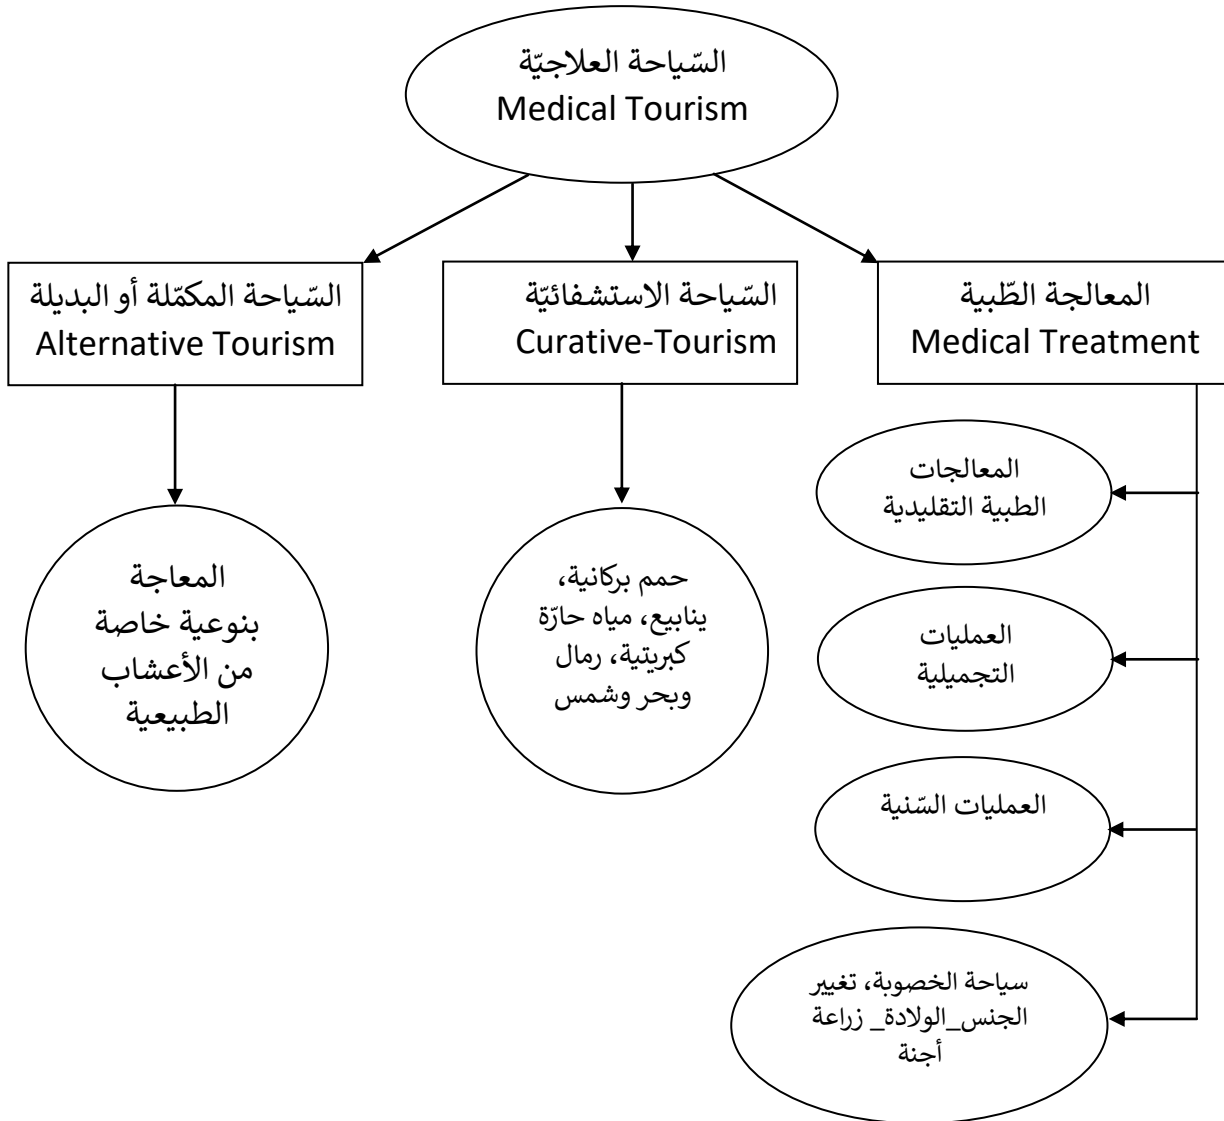 السّياحة العلاجيّة
Medical Tourism
المعالجة الطّبية
Medical Treatment
السّياحة الاستشفائيّة
Curative-Tourism
السّياحة المكمّلة أو البديلة
Alternative Tourism
المعالجات
الطبية التقليدية
العمليات
التجميلية
العمليات السّنية
سياحة الخصوبة، تغيير
الجنس_الولادة_ زراعة
أجنة
حمم بركانية،
ينابيع، مياه حارّة
كبريتية، رمال
وبحر وشمس
المعاجة
بنوعية خاصة
من الأعشاب
الطبيعية